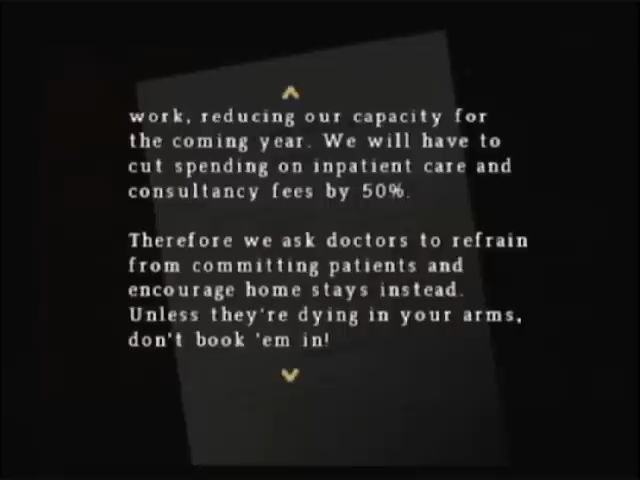 work, reducing our capacity for
the coming year. We will have to
cut spending on inpatient care and
consultancy fees by 50%.
Therefore we ask doctors to refrain
from committing patients and
encourage home stays instead.
Unless they're dying in your arms,
don't book 'em in!